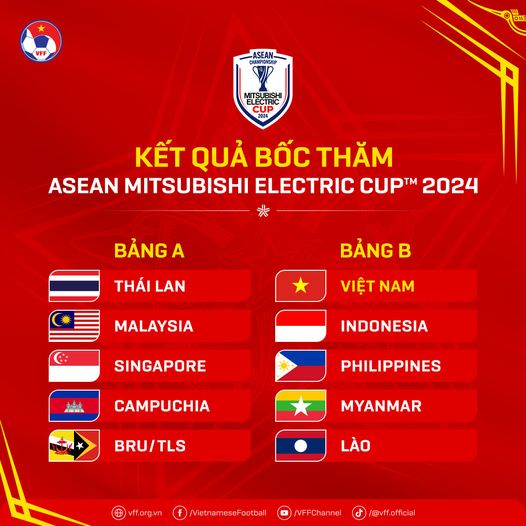 VFF
ASEAN
CHAMPIONSHIP
MITSUBISHI
ELECTRIC
CUP
2024
KẾT QUẢ BỐC THĂM
ASEAN MITSUBISHI ELECTRIC CUP™ 2024
BẢNG A
THÁI LAN
MALAYSIA
SINGAPORE
CAMPUCHIA
BRU/TLS
BẢNG B
VIỆT NAM
INDONESIA
PHILIPPINES
MYANMAR
LÀO
vff.org.vn
/VietnameseFootball
/VFFChannel
/@vff.official